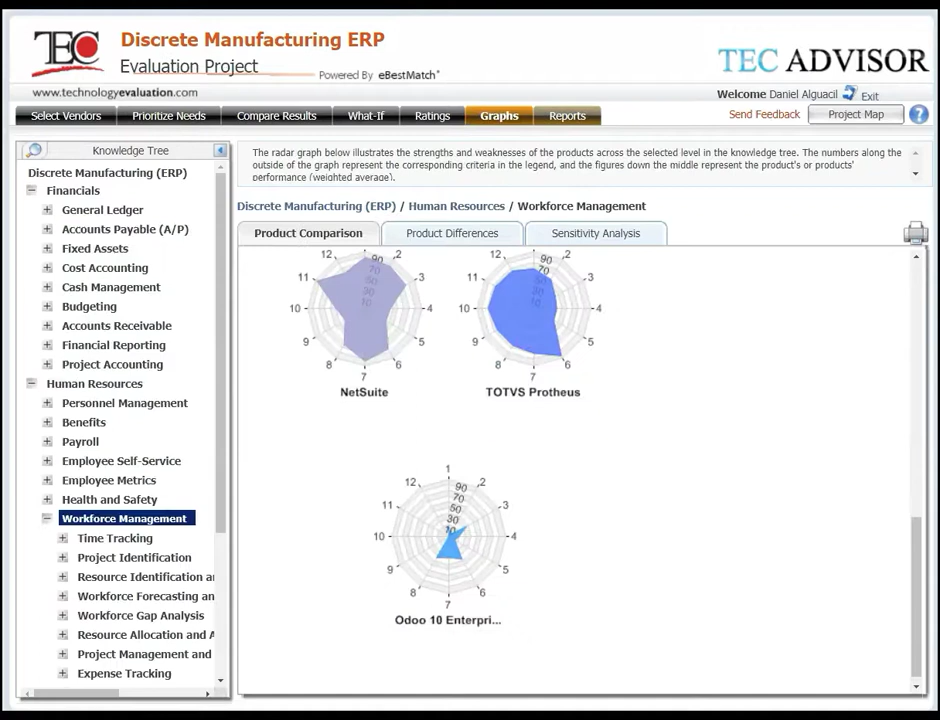 TEC
Discrete Manufacturing ERP
Evaluation Project
Powered By eBestMatch
www.technologyevaluation.com
TEC ADVISOR
Welcome Daniel Alguacil Exit
Send Feedback Project Map ?
Select Vendors Prioritize Needs Compare Results What-If Ratings Graphs Reports
Knowledge Tree
Discrete Manufacturing (ERP)
Financials
General Ledger
Accounts Payable (A/P)
Fixed Assets
Cost Accounting
Cash Management
Budgeting
Accounts Receivable
Financial Reporting
Project Accounting
Human Resources
Personnel Management
Benefits
Payroll
Employee Self-Service
Employee Metrics
Health and Safety
Workforce Management
Time Tracking
Project Identification
Resource Identification a
Workforce Forecasting an
Workforce Gap Analysis
Resource Allocation and A
Project Management and
Expense Tracking
The radar graph below illustrates the strengths and weaknesses of the products across the selected level in the knowledge tree. The numbers along the
outside of the graph represent the corresponding criteria in the legend, and the figures down the middle represent the product's or products'
performance (weighted average).
Discrete Manufacturing (ERP) / Human Resources / Workforce Management
Product Comparison Product Differences Sensitivity Analysis
12 90 2
11 70 3
50
30
10 10 4
9 5
8 6
7
NetSuite
12 90 2
11 70 3
50
30
10 10 4
9 5
8 6
7
TOTVS Protheus
1
12 90 2
70
11 50 3
30
10
10 4
9 5
8 6
7
Odoo 10 Enterpri...